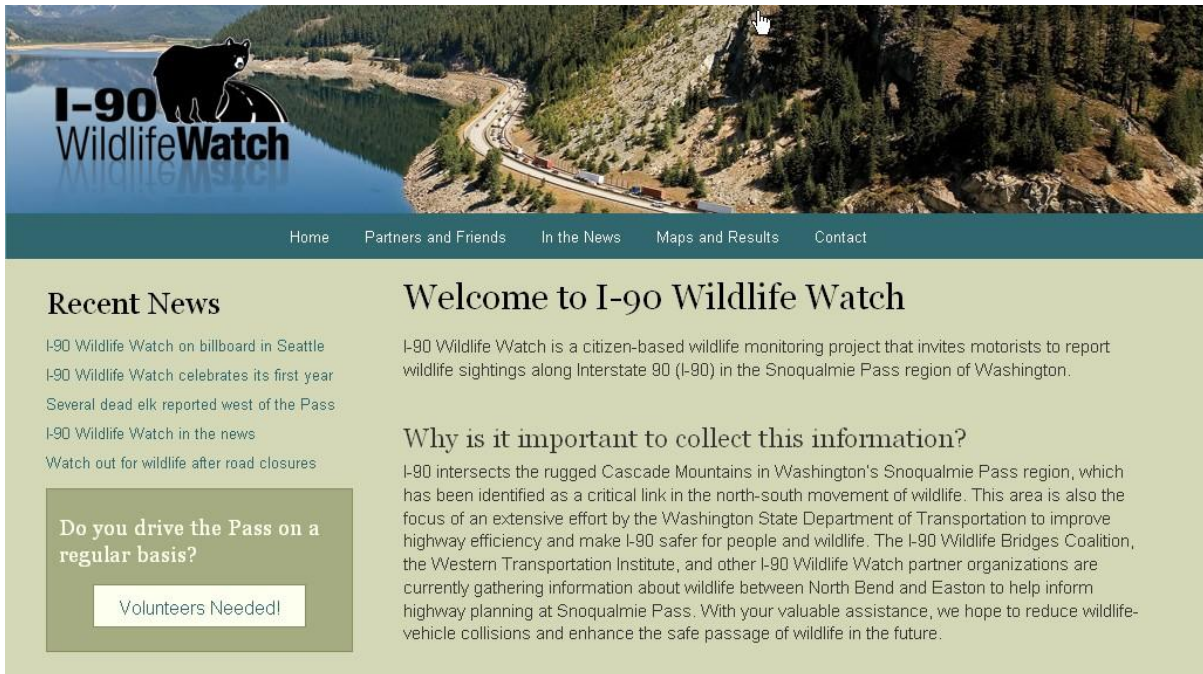 I-90
WildlifeWatch
Home Partners and Friends In the News Maps and Results Contact
Recent News
I-90 Wildlife Watch on billboard in Seattle
I-90 Wildlife Watch celebrates its first year
Several dead elk reported west of the Pass
I-90 Wildlife Watch in the news
Watch out for wildlife after road closures
Do you drive the Pass on a
regular basis?
Volunteers Needed!
Welcome to I-90 Wildlife Watch
I-90 Wildlife Watch is a citizen-based wildlife monitoring project that invites motorists to report
wildlife sightings along Interstate 90 (I-90) in the Snoqualmie Pass region of Washington.
Why is it important to collect this information?
I-90 intersects the rugged Cascade Mountains in Washington's Snoqualmie Pass region, which
has been identified as a critical link in the north-south movement of wildlife. This area is also the
focus of an extensive effort by the Washington State Department of Transportation to improve
highway efficiency and make I-90 safer for people and wildlife. The I-90 Wildlife Bridges Coalition,
the Western Transportation Institute, and other I-90 Wildlife Watch partner organizations are
currently gathering information about wildlife between North Bend and Easton to help inform
highway planning at Snoqualmie Pass. With your valuable assistance, we hope to reduce wildlife-
vehicle collisions and enhance the safe passage of wildlife in the future.